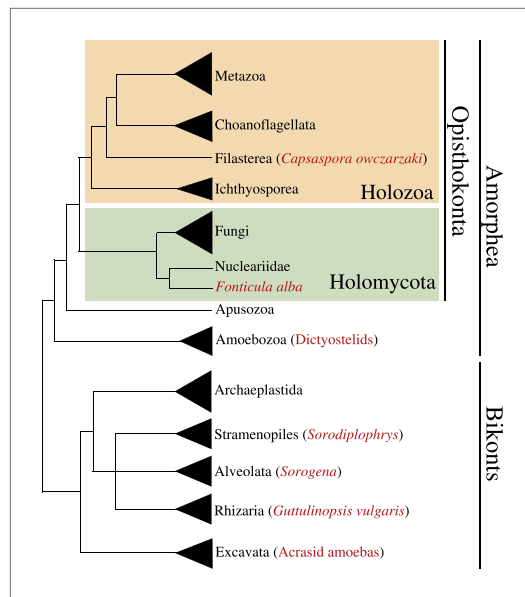 Metazoa
Choanoflagellata
Filasterea (Capsaspora owczarzaki)
Ichthyosporea
Holozoa
Fungi
Nucleariidae
Fonticula alba
Holomycota
Opisthokonta
Apusozoa
Amoebozoa (Dictyostelids)
Amorphea
Archaeplastida
Stramenopiles (Sorodiplophrys)
Alveolata (Sorogena)
Rhizaria (Guttulinopsis vulgaris)
Excavata (Acrasid amoebas)
Bikonts